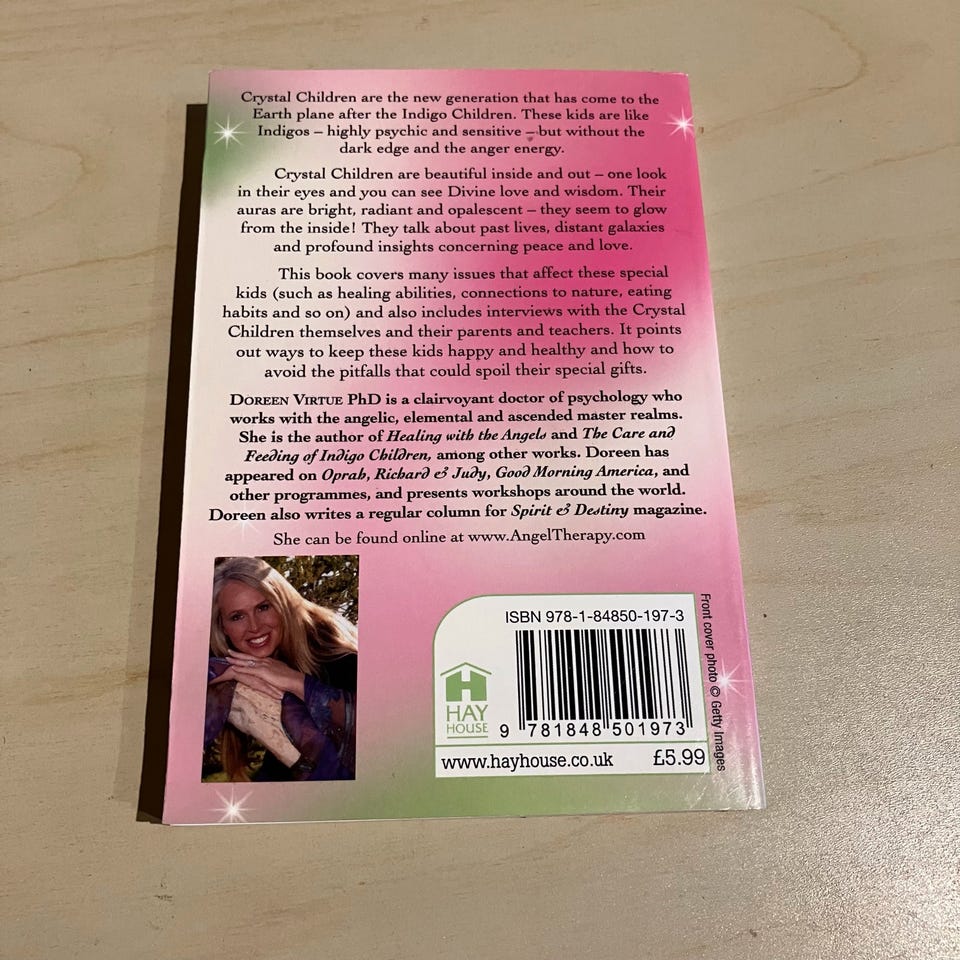 Crystal Children are the new generation that has come to the
Earth plane after the Indigo Children. These kids are like
Indigos – highly psychic and sensitive – but without the
dark edge and the anger energy.
Crystal Children are beautiful inside and out – one look
in their eyes and you can see Divine love and wisdom. Their
auras are bright, radiant and opalescent – they seem to glow
from the inside! They talk about past lives, distant galaxies
and profound insights concerning peace and love.
This book covers many issues that affect these special
kids (such as healing abilities, connections to nature, eating
habits and so on) and also includes interviews with the Crystal
Children themselves and their parents and teachers. It points
out ways to keep these kids happy and healthy and how to
avoid the pitfalls that could spoil their special gifts.
DOREEN VIRTUE PhD is a clairvoyant doctor of psychology who
works with the angelic, elemental and ascended master realms.
She is the author of Healing with the Angels and The Care and
Feeding of Indigo Children, among other works. Doreen has
appeared on Oprah, Richard & Judy, Good Morning America, and
other programmes, and presents workshops around the world.
Doreen also writes a regular column for Spirit & Destiny magazine.
She can be found online at www.AngelTherapy.com
ISBN 978-1-84850-197-3
HAY
HOUSE
9 781848 501973
www.hayhouse.co.uk £5.99
Front cover photo © Getty Images